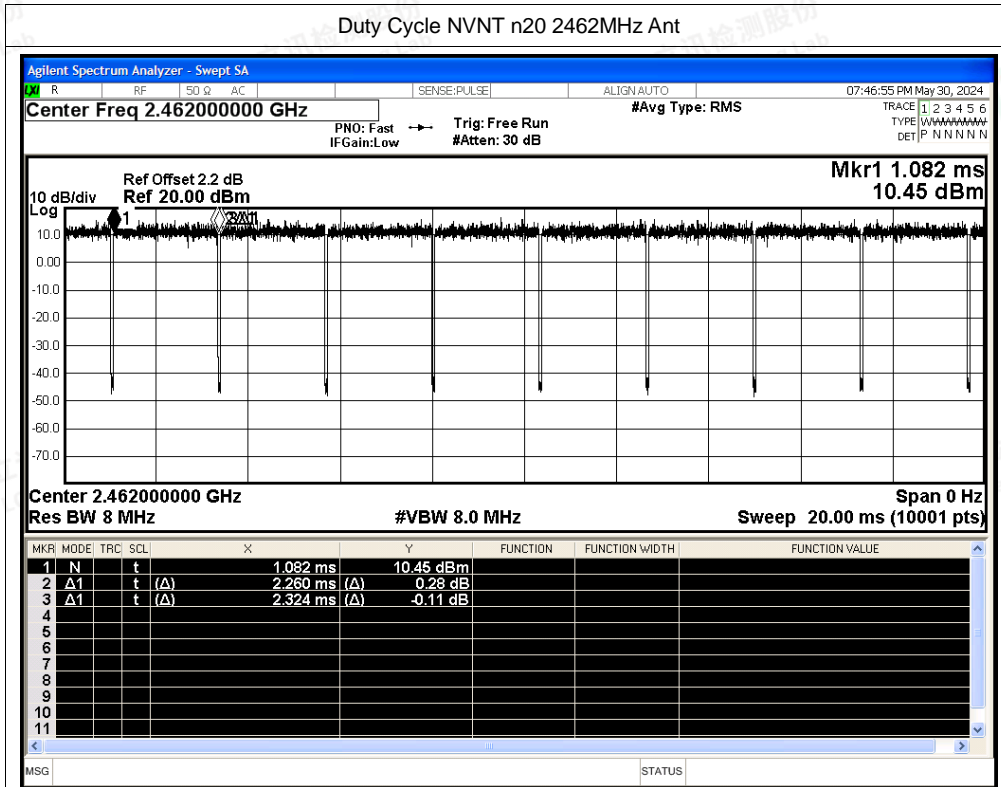 Duty Cycle NVNT n20 2462MHz Ant
Agilent Spectrum Analyzer - Swept SA
LXI R RF 50 Ω AC SENSE:PULSE ALIGN AUTO 07:46:55 PM May 30, 2024
Center Freq 2.462000000 GHz #Avg Type: RMS TRACE 1 2 3 4 5 6
PNO: Fast Trig: Free Run TYPE WWWWWW
IFGain:Low #Atten: 30 dB DET P N N N N N
Mkr1 1.082 ms
Ref Offset 2.2 dB
10 dB/div Ref 20.00 dBm 10.45 dBm
Log
1
10.0
0.00
-10.0
-20.0
-30.0
-40.0
-50.0
-60.0
-70.0
Center 2.462000000 GHz Span 0 Hz
Res BW 8 MHz #VBW 8.0 MHz Sweep 20.00 ms (10001 pts)
MKR MODE TRC SCL X Y FUNCTION FUNCTION WIDTH FUNCTION VALUE
1 N t 1.082 ms 10.45 dBm
2 Δ1 t (Δ) 2.260 ms (Δ) 0.28 dB
3 Δ1 t (Δ) 2.324 ms (Δ) -0.11 dB
4
5
6
7
8
9
10
11
MSG STATUS